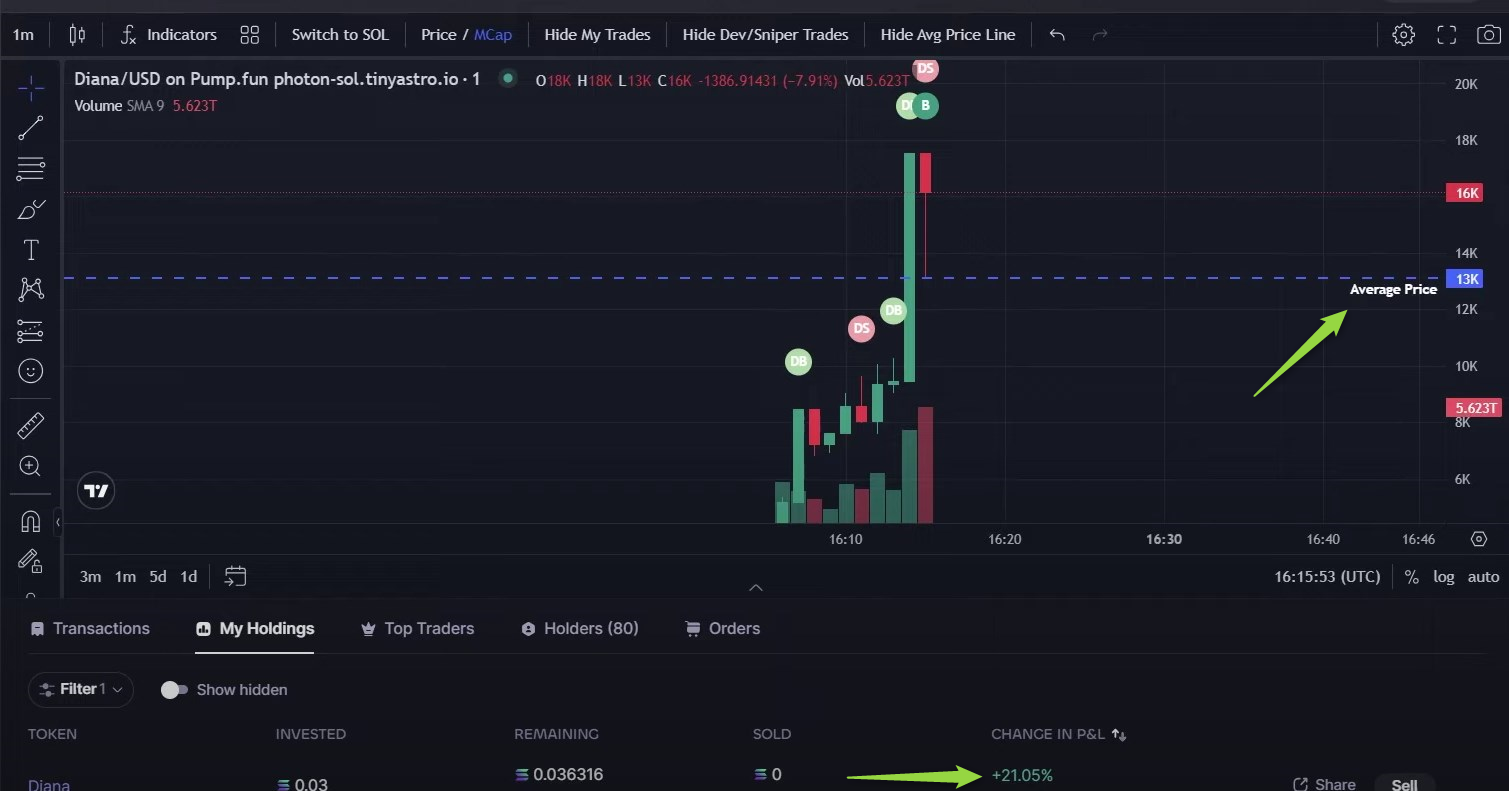 1m Indicators Switch to SOL Price / MCap Hide My Trades Hide Dev/Sniper Trades Hide Avg Price Line
Diana/USD on Pump.fun photon-sol.tinyastro.io · 1 O18K H18K L13K C16K -1386.91431 (−7.91%) Vol5.623T
Volume SMA 9 5.623T
DS
D B
20K
18K
16K
14K
13K
Average Price
12K
DB
DS
DB
10K
5.623T
8K
6K
16:10 16:20 16:30 16:40 16:46
3m 1m 5d 1d 16:15:53 (UTC) % log auto
Transactions My Holdings Top Traders Holders (80) Orders
Filter 1 Show hidden
TOKEN INVESTED REMAINING SOLD CHANGE IN P&L
Diana 0.03 0.036316 0 +21.05% Share Sell